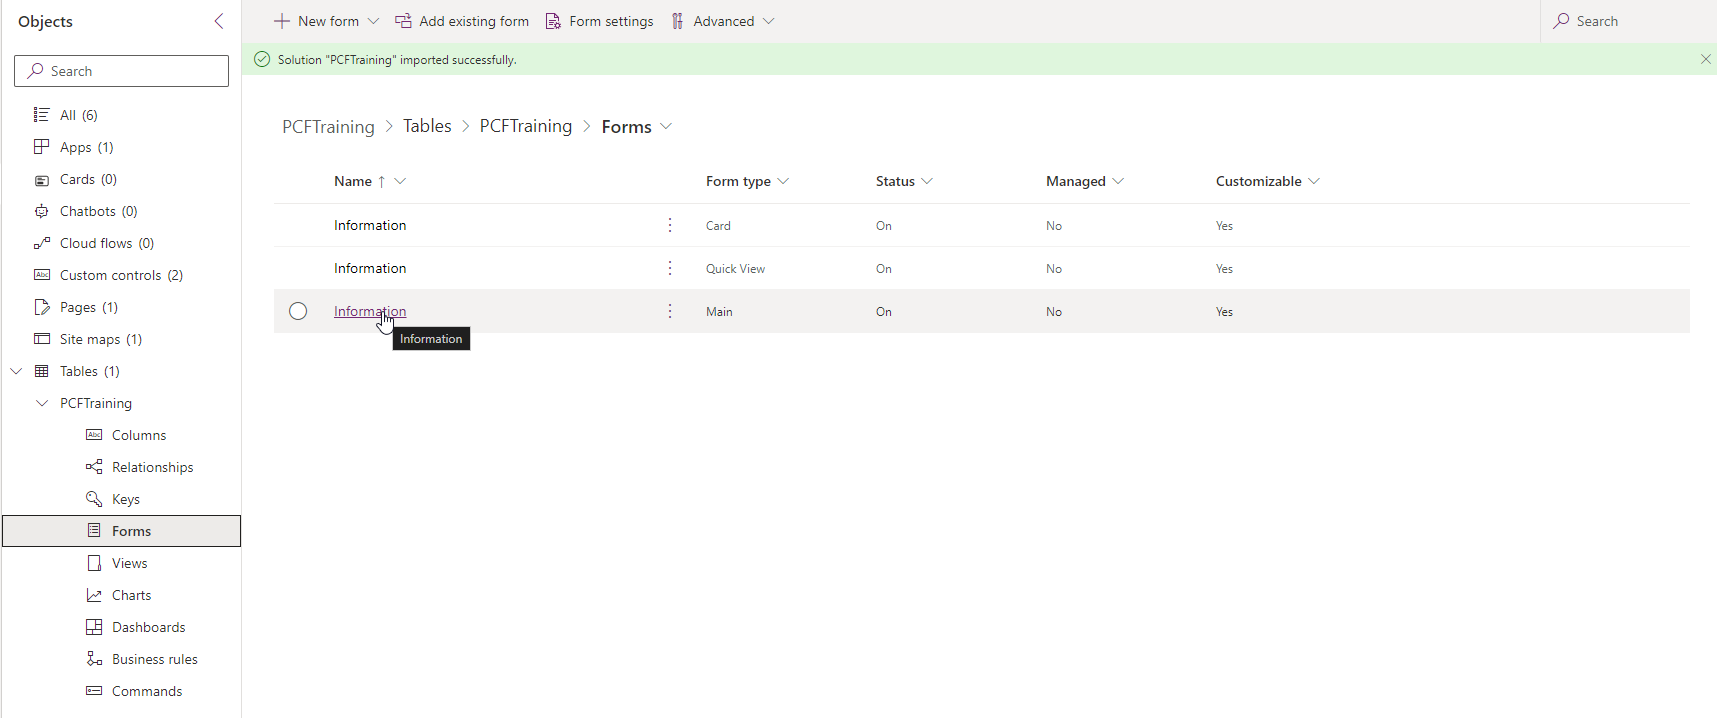 Objects
Search
All (6)
Apps (1)
Cards (0)
Chatbots (0)
Cloud flows (0)
Abc Custom controls (2)
Pages (1)
Site maps (1)
Tables (1)
PCFTraining
Abc Columns
Relationships
Keys
Forms
Views
Charts
Dashboards
Business rules
Commands
New form Add existing form Form settings Advanced Search
Solution "PCFTraining" imported successfully.
PCFTraining > Tables > PCFTraining > Forms
Name ↑ Form type Status Managed Customizable
Information Card On No Yes
Information Quick View On No Yes
Information Main On No Yes
Information